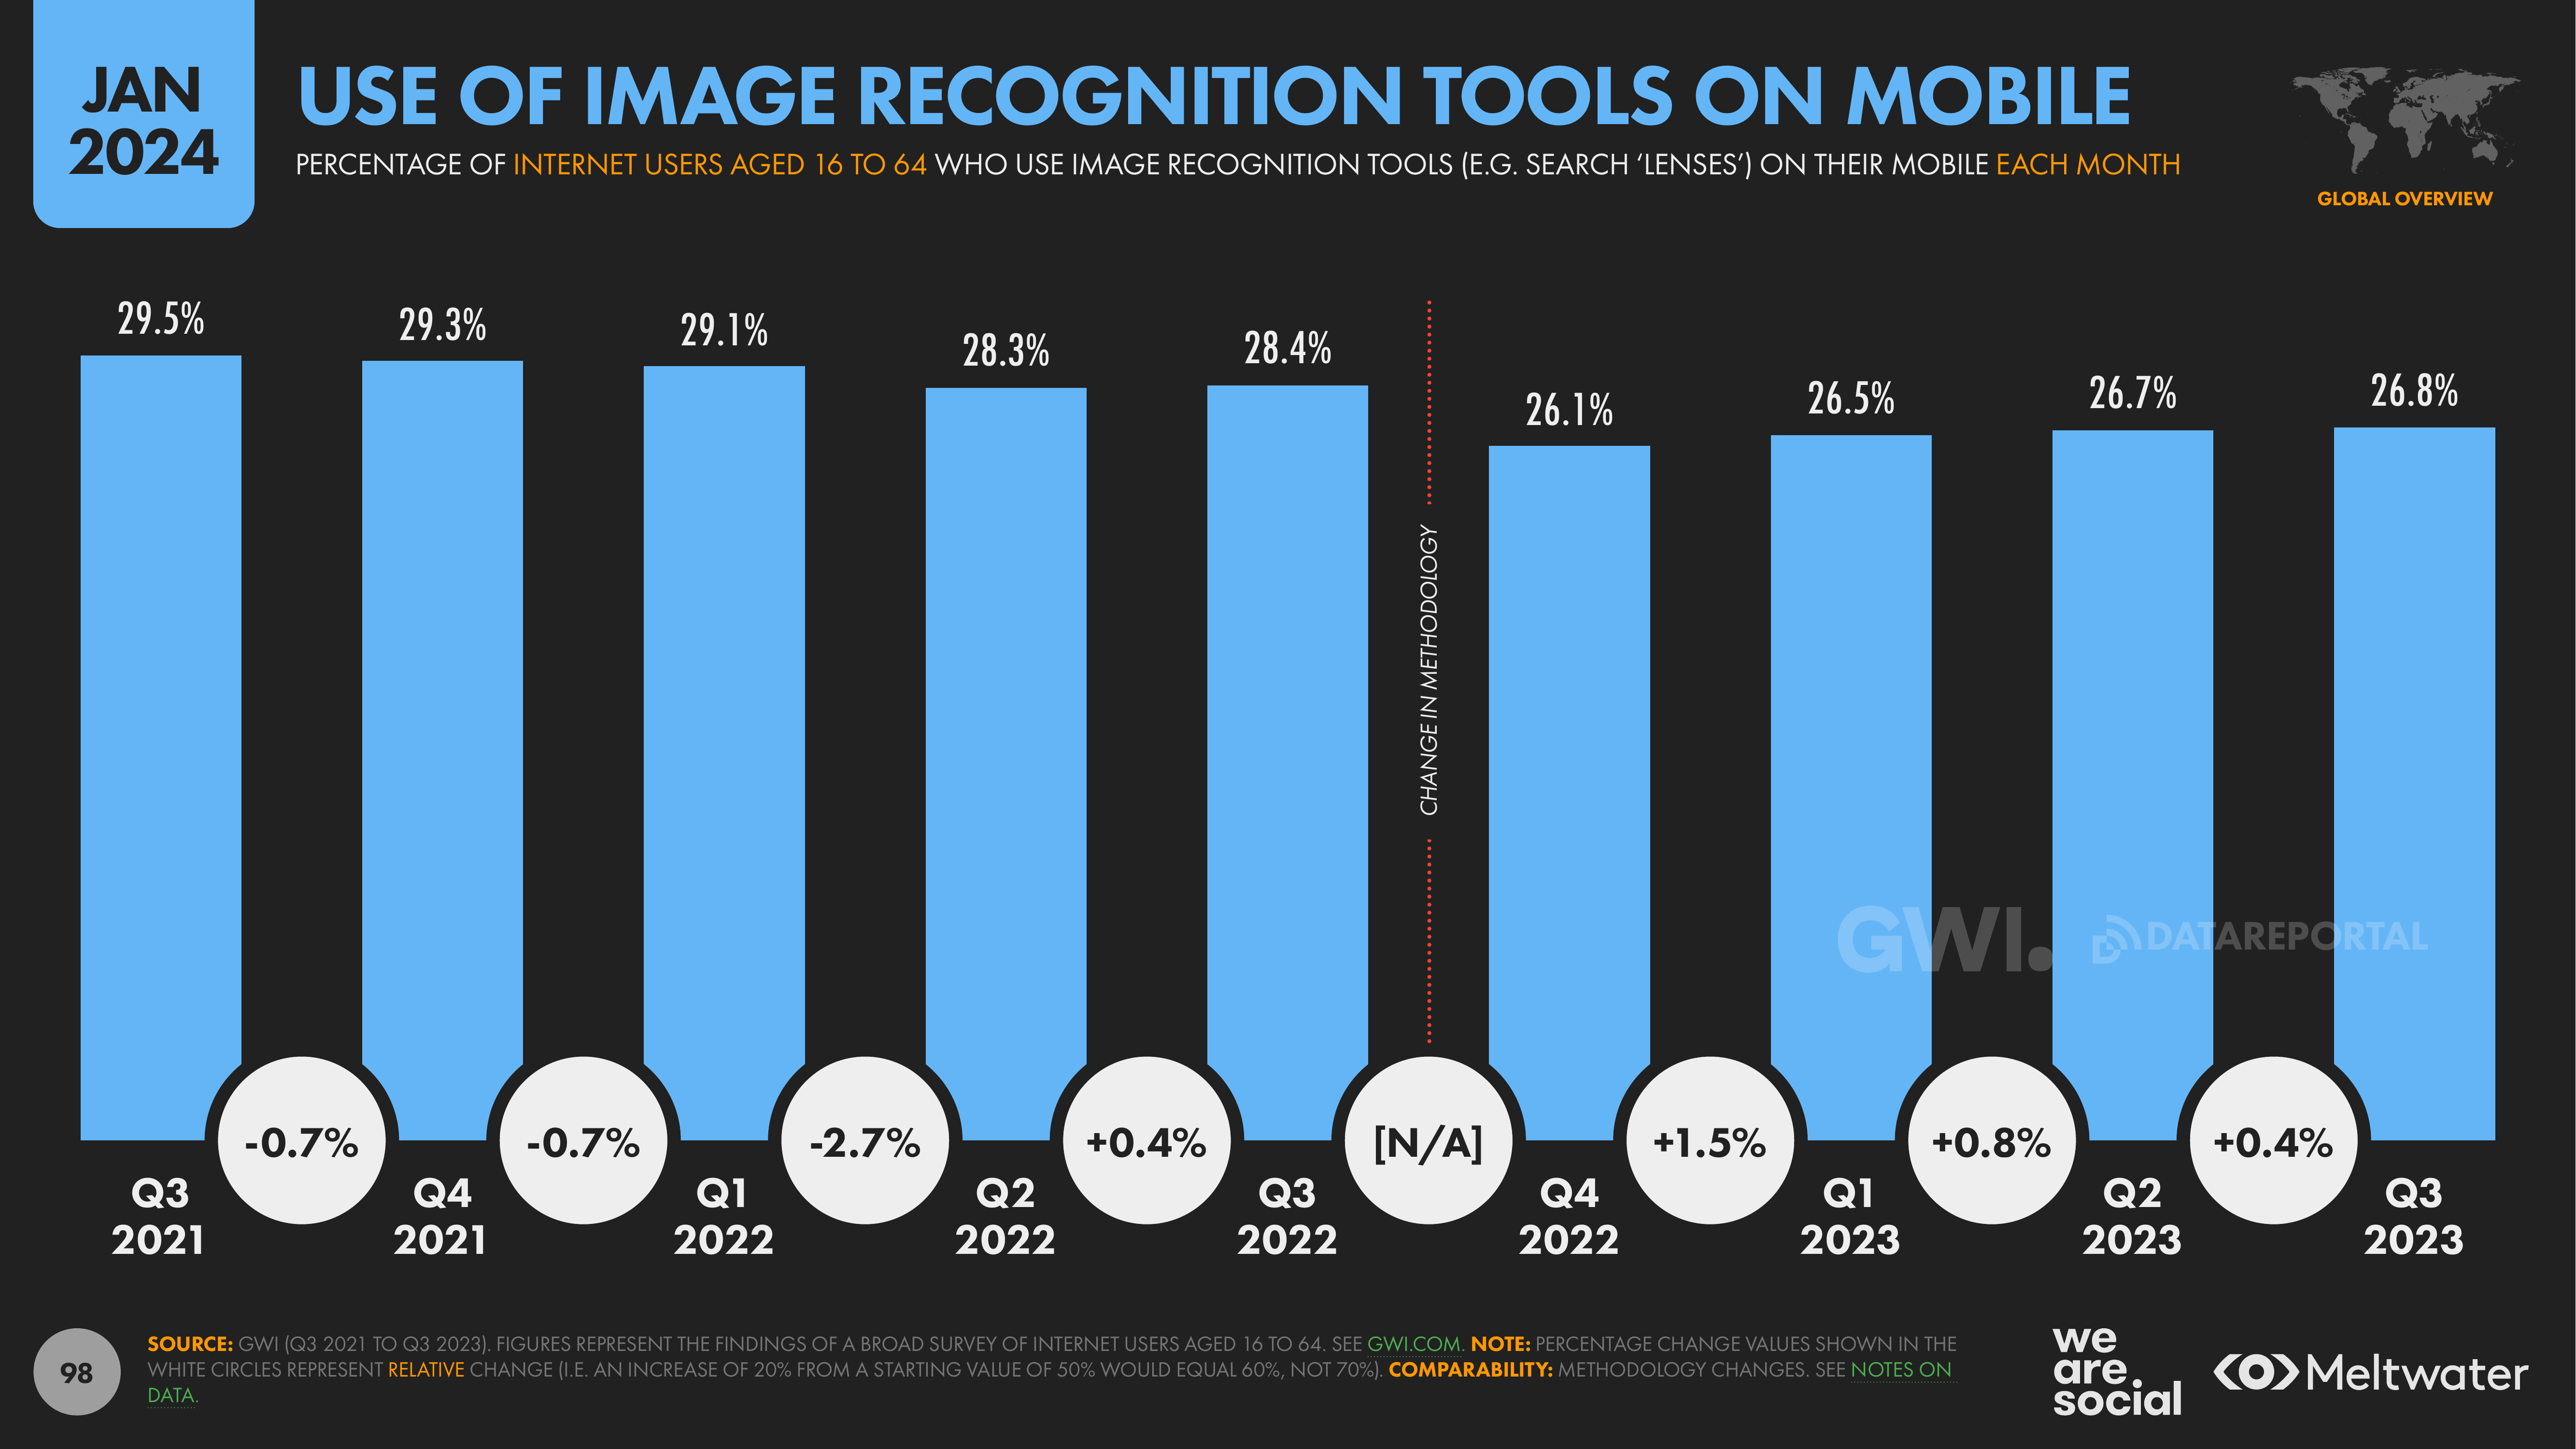 JAN
2024
USE OF IMAGE RECOGNITION TOOLS ON MOBILE
PERCENTAGE OF INTERNET USERS AGED 16 TO 64 WHO USE IMAGE RECOGNITION TOOLS (E.G. SEARCH ‘LENSES’) ON THEIR MOBILE EACH MONTH
GLOBAL OVERVIEW
29.5%
29.3%
29.1%
28.3%
28.4%
26.1%
26.5%
26.7%
26.8%
CHANGE IN METHODOLOGY
GWI.
DATAREPORTAL
-0.7%
-0.7%
-2.7%
+0.4%
[N/A]
+1.5%
+0.8%
+0.4%
Q3
2021
Q4
2021
Q1
2022
Q2
2022
Q3
2022
Q4
2022
Q1
2023
Q2
2023
Q3
2023
98
SOURCE: GWI (Q3 2021 TO Q3 2023). FIGURES REPRESENT THE FINDINGS OF A BROAD SURVEY OF INTERNET USERS AGED 16 TO 64. SEE GWI.COM. NOTE: PERCENTAGE CHANGE VALUES SHOWN IN THE
WHITE CIRCLES REPRESENT RELATIVE CHANGE (I.E. AN INCREASE OF 20% FROM A STARTING VALUE OF 50% WOULD EQUAL 60%, NOT 70%). COMPARABILITY: METHODOLOGY CHANGES. SEE NOTES ON
DATA.
we
are.
social
Meltwater